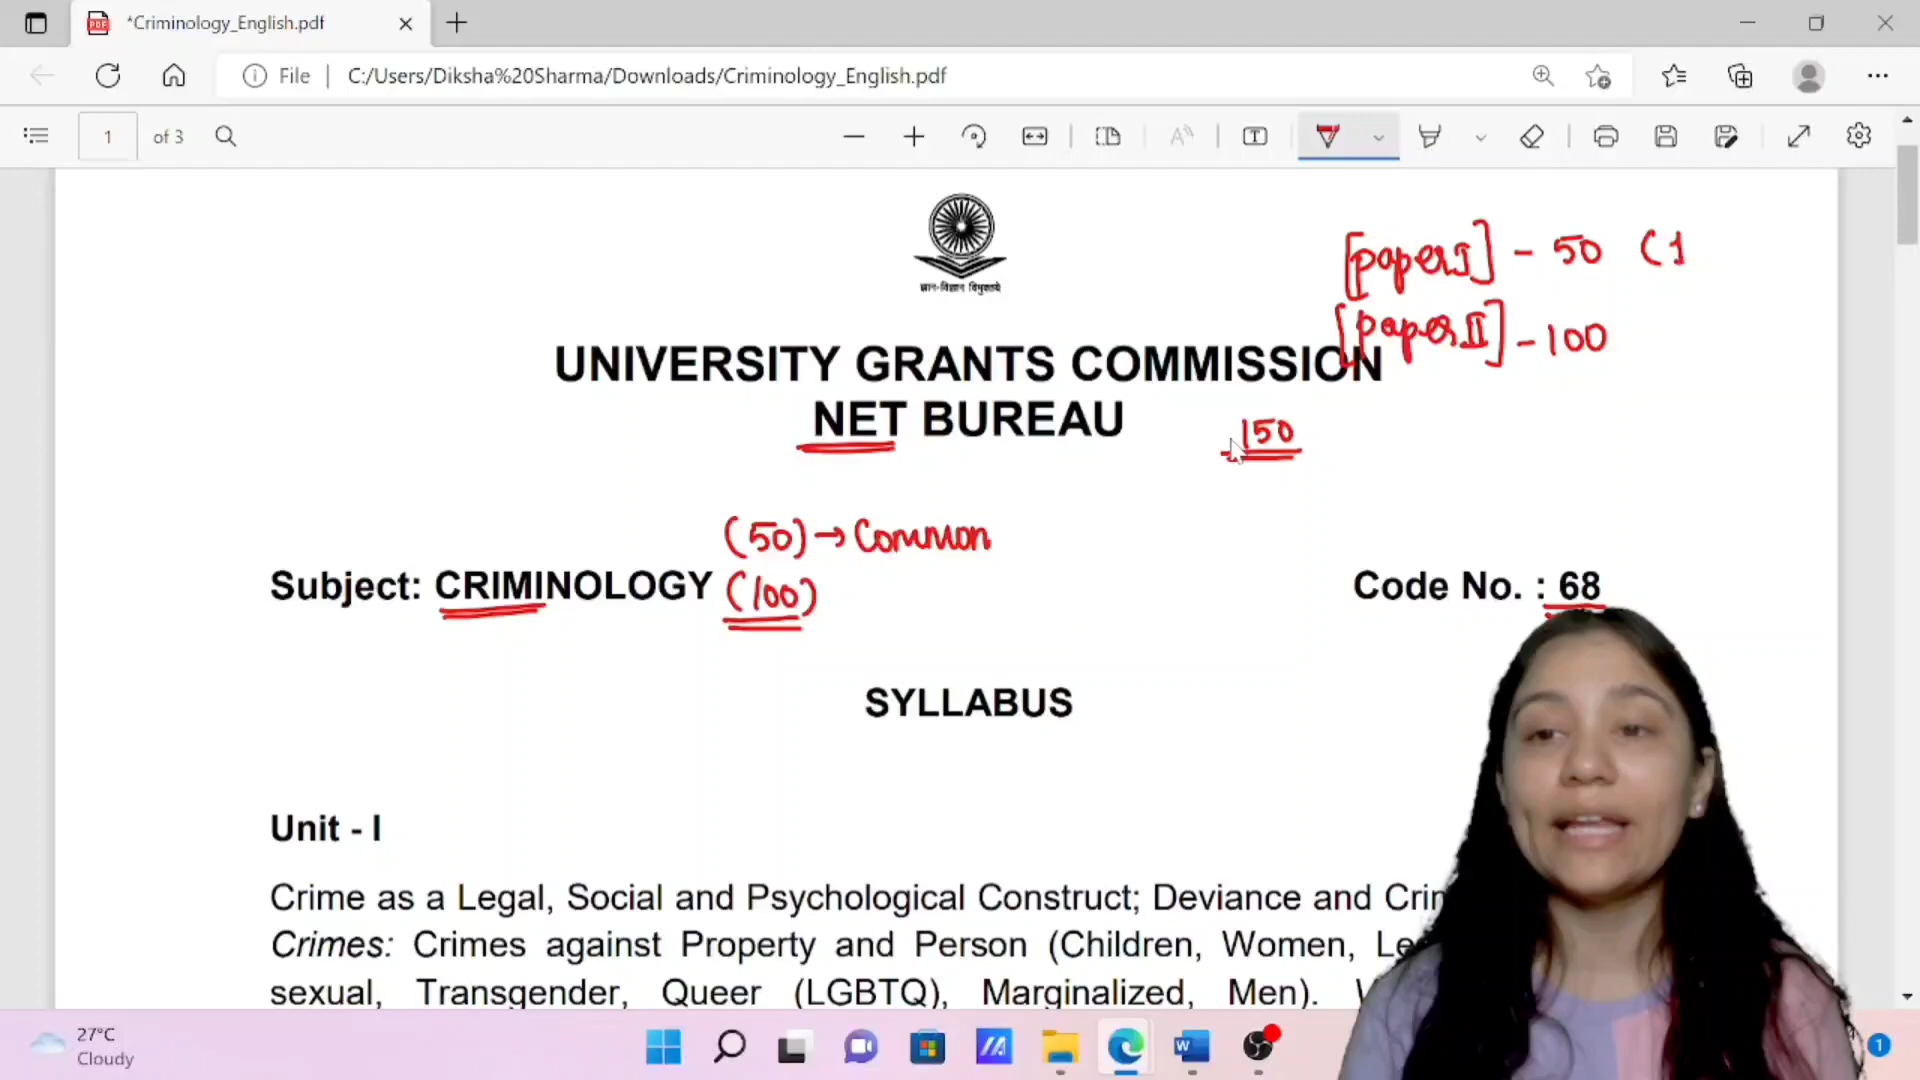 *Criminology_English.pdf
File | C:/Users/Diksha%20Sharma/Downloads/Criminology_English.pdf
1 of 3
ज्ञान-विज्ञान विमुक्तये
[paper I] - 50 (1
[paper II] - 100
UNIVERSITY GRANTS COMMISSION
NET BUREAU
150
(50) → Common
Subject: CRIMINOLOGY (100) Code No. : 68
SYLLABUS
Unit - I
Crime as a Legal, Social and Psychological Construct; Deviance and
Crimes: Crimes against Property and Person (Children, Women,
sexual, Transgender, Queer (LGBTQ), Marginalized, Men).
27°C
Cloudy
1